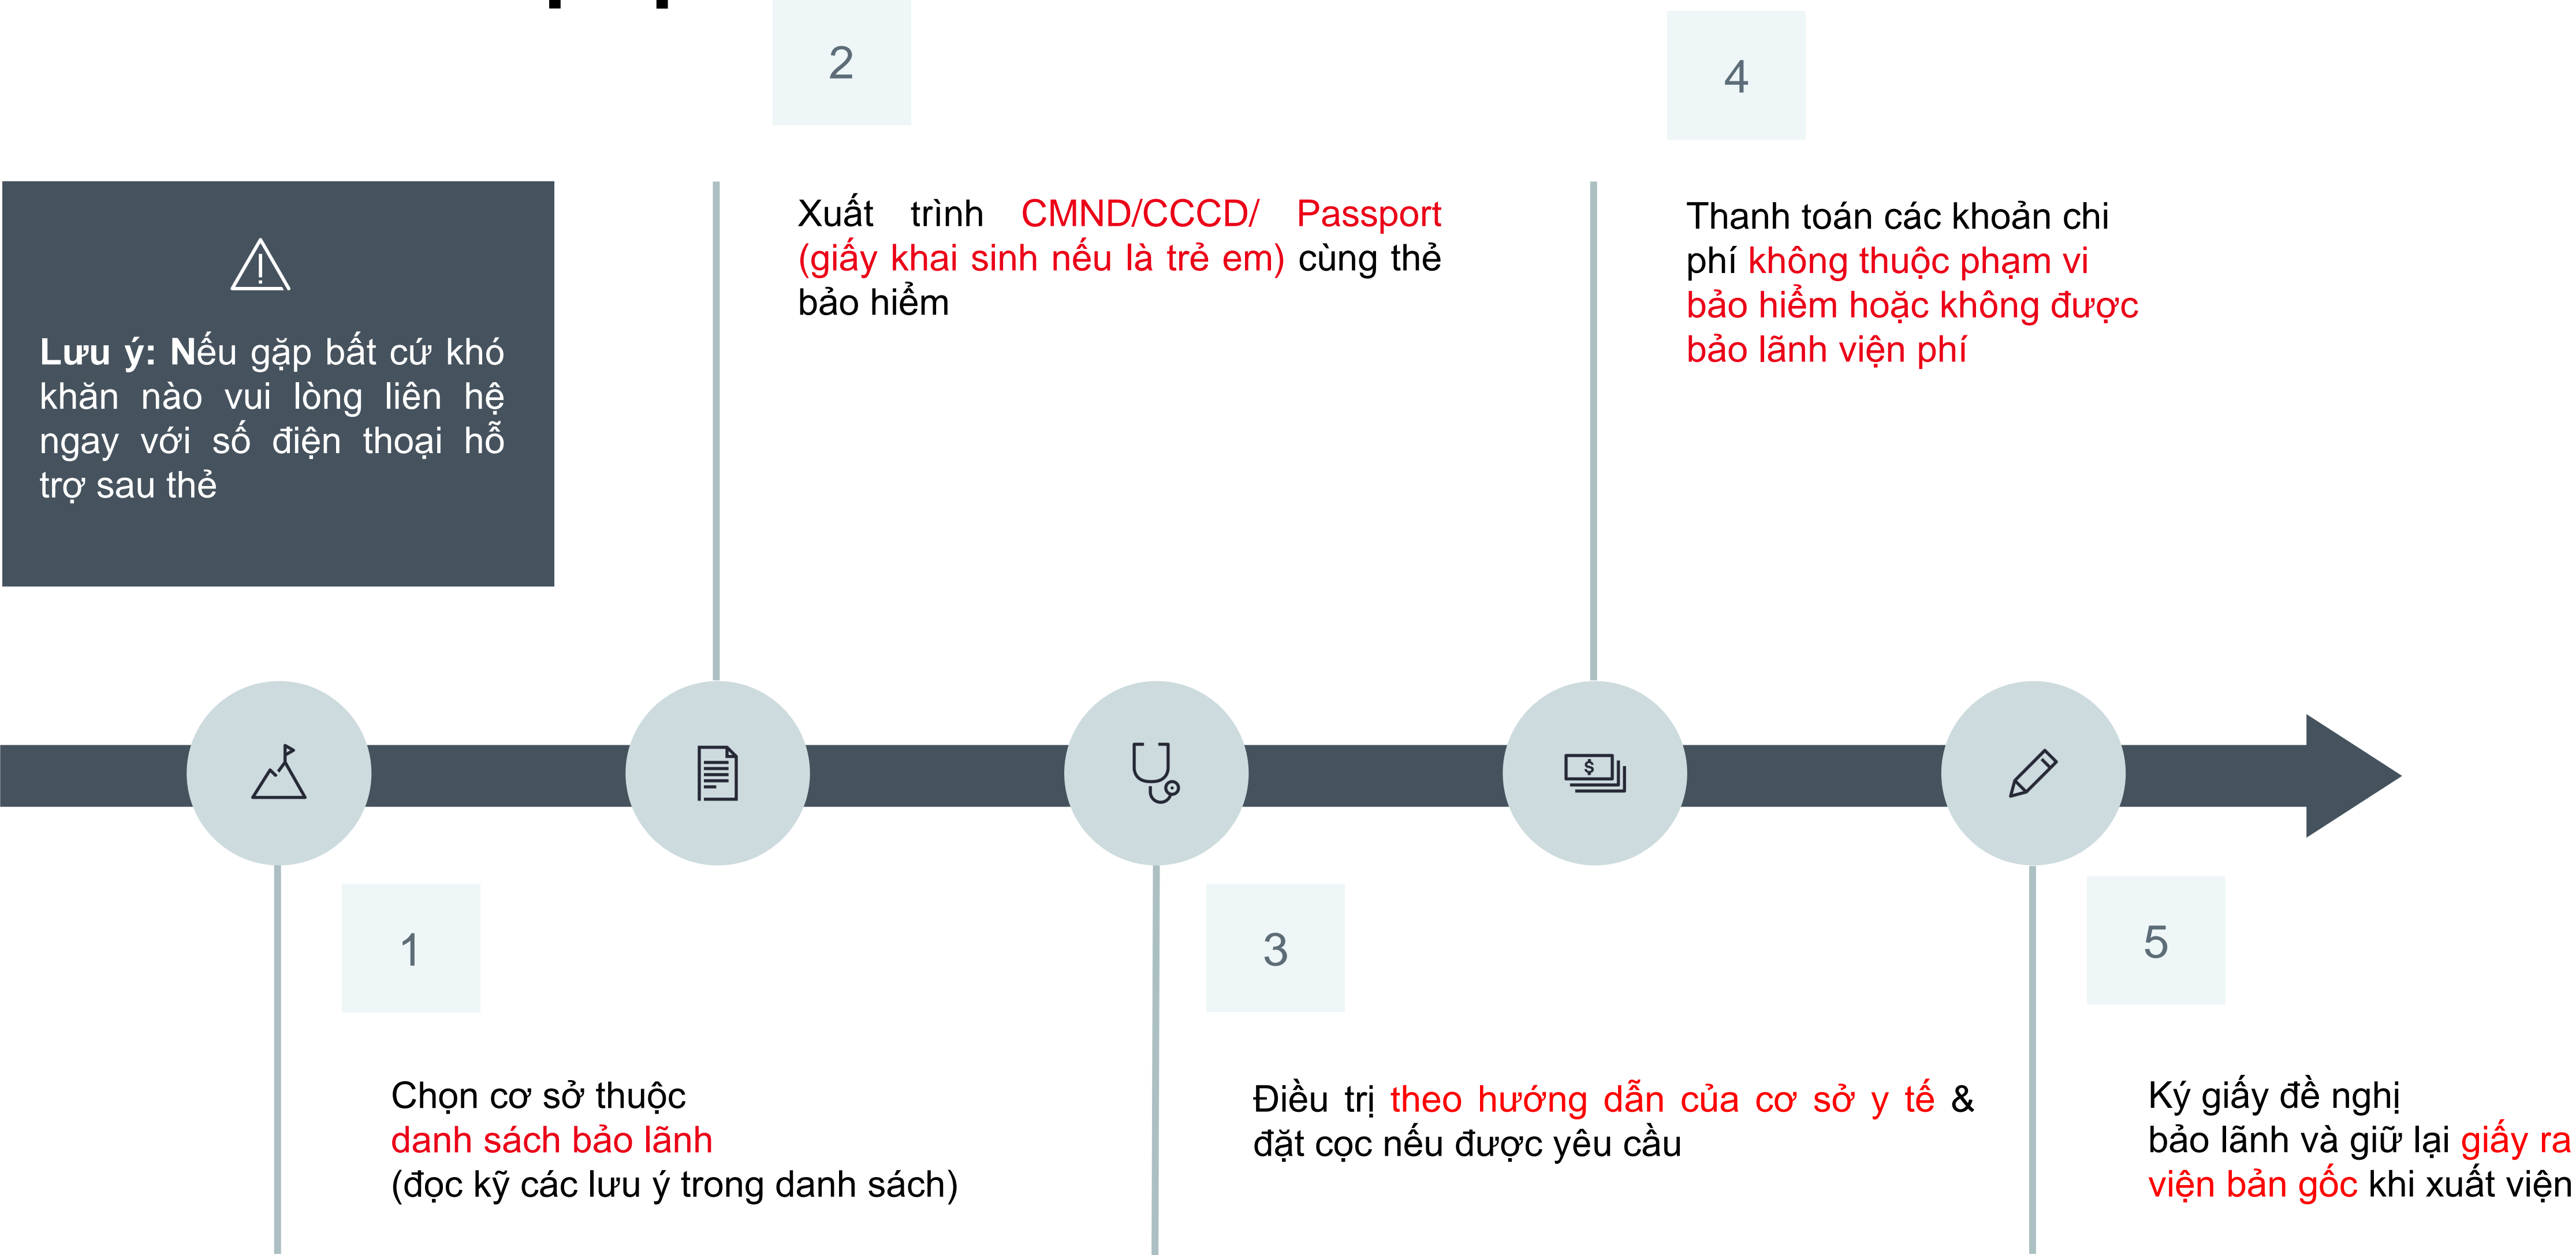 2
Xuất trình CMND/CCCD/ Passport
(giấy khai sinh nếu là trẻ em) cùng thẻ
bảo hiểm
4
Thanh toán các khoản chi
phí không thuộc phạm vi
bảo hiểm hoặc không được
bảo lãnh viện phí
Lưu ý: Nếu gặp bất cứ khó
khăn nào vui lòng liên hệ
ngay với số điện thoại hỗ
trợ sau thẻ
$
1
Chọn cơ sở thuộc
danh sách bảo lãnh
(đọc kỹ các lưu ý trong danh sách)
3
Điều trị theo hướng dẫn của cơ sở y tế &
đặt cọc nếu được yêu cầu
5
Ký giấy đề nghị
bảo lãnh và giữ lại giấy ra
viện bản gốc khi xuất viện